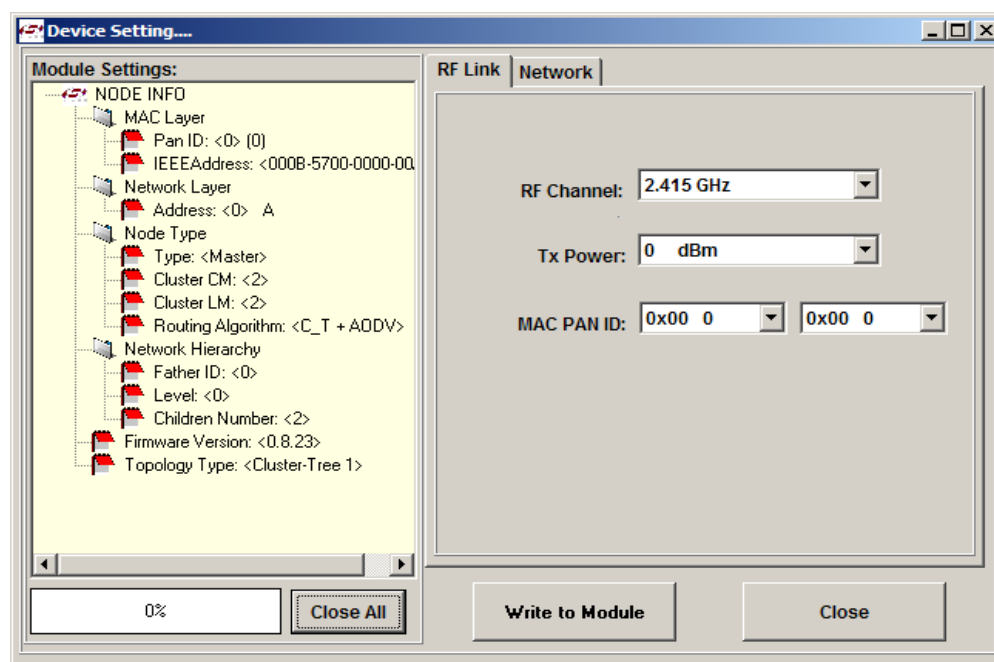 Device Setting....
Module Settings:
NODE INFO
MAC Layer
Pan ID: <0> (0)
IEEEAddress: <000B-5700-0000-00
Network Layer
Address: <0> A
Node Type
Type: <Master>
Cluster CM: <2>
Cluster LM: <2>
Routing Algorithm: <C_T + AODV>
Network Hierarchy
Father ID: <0>
Level: <0>
Children Number: <2>
Firmware Version: <0.8.23>
Topology Type: <Cluster-Tree 1>
0%
Close All
RF Link Network
RF Channel: 2.415 GHz
Tx Power: 0 dBm
MAC PAN ID: 0x00 0 0x00 0
Write to Module
Close